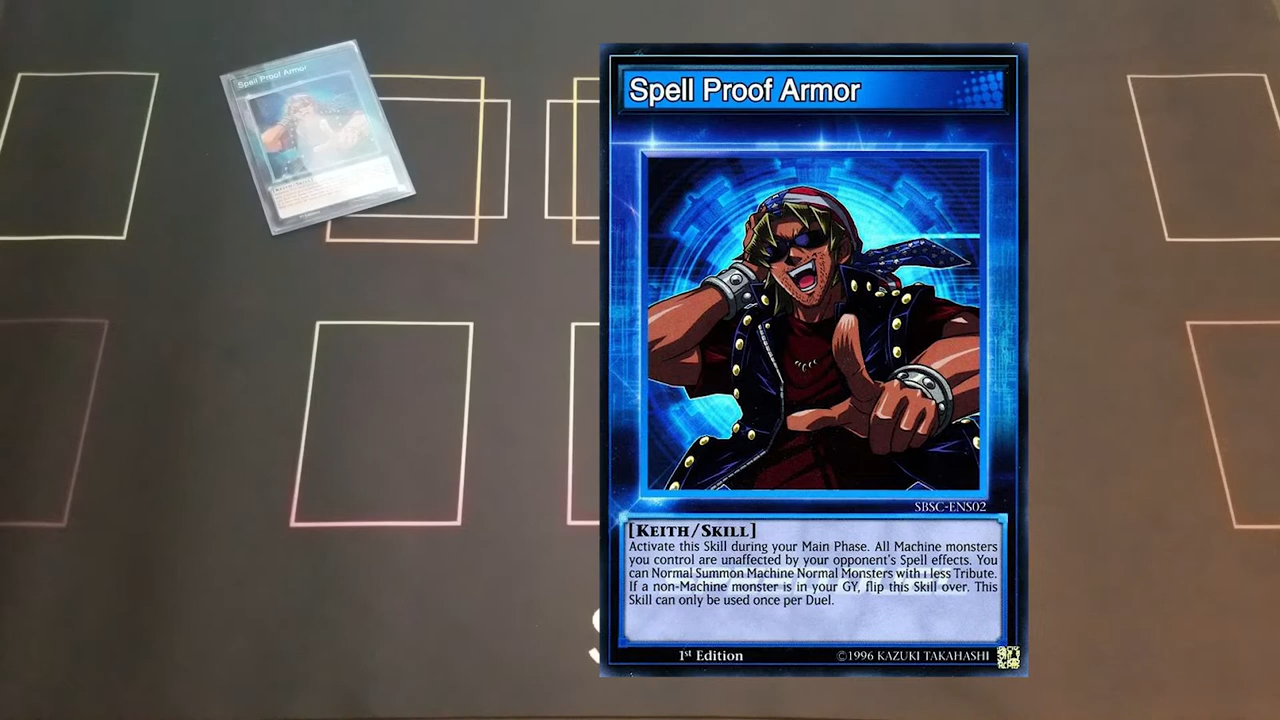 Spell Proof Armor
Spell Proof Armor
[KEITH/SKILL]
SBSC-ENS02
[KEITH/SKILL]
Activate this Skill during your Main Phase. All Machine monsters
you control are unaffected by your opponent's Spell effects. You
can Normal Summon Machine Normal Monsters with 1 less Tribute.
If a non-Machine monster is in your GY, flip this Skill over. This
Skill can only be used once per Duel.
1st Edition
©1996 KAZUKI TAKAHASHI